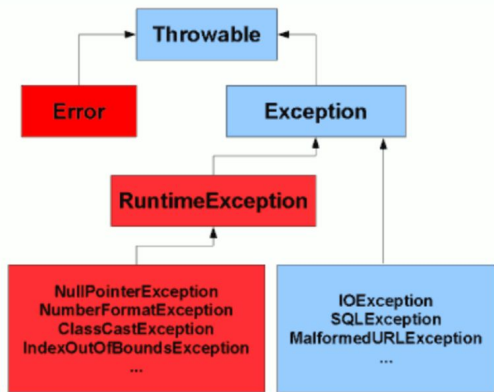 Throwable
Error
Exception
RuntimeException
NullPointerException
NumberFormatException
ClassCastException
IndexOutOfBoundsException
...
IOException
SQLException
MalformedURLException
...